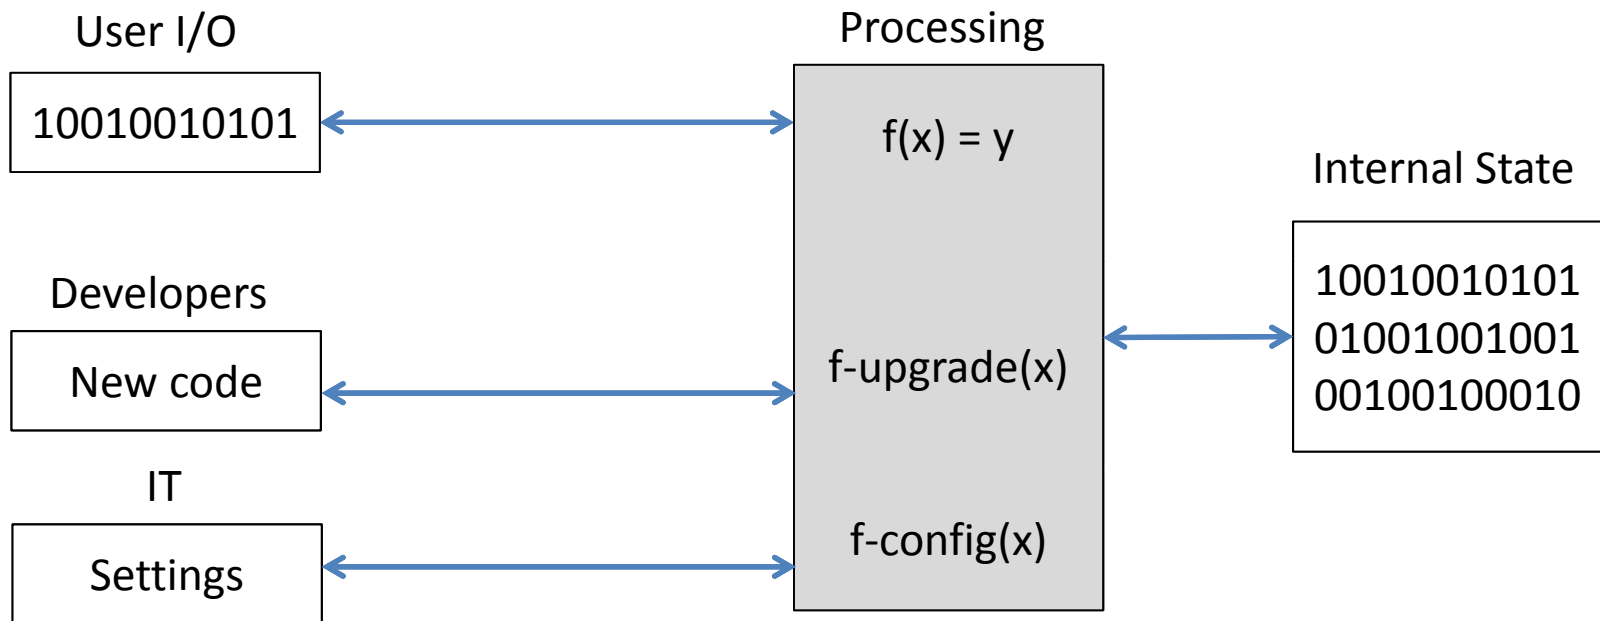 User I/O
10010010101
Developers
New code
IT
Settings
Processing
f(x) = y
f-upgrade(x)
f-config(x)
Internal State
10010010101
01001001001
00100100010